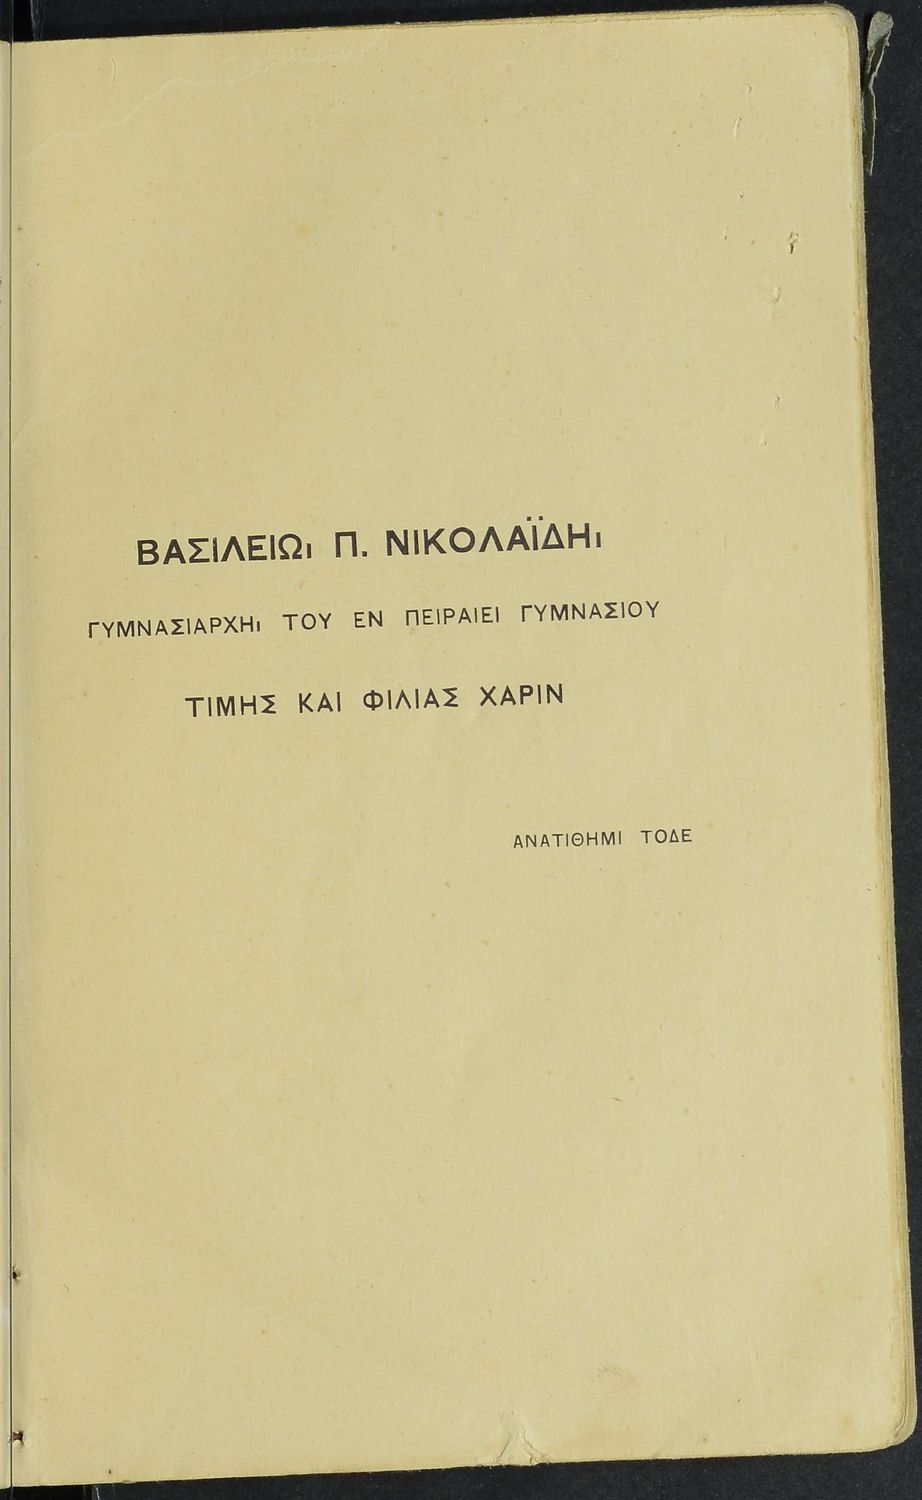 ΒΑΣΙΛΕΙΩι Π. ΝΙΚΟΛΑΪΔΗι
ΓΥΜΝΑΣΙΑΡΧΗι ΤΟΥ ΕΝ ΠΕΙΡΑΙΕΙ ΓΥΜΝΑΣΙΟΥ
ΤΙΜΗΣ ΚΑΙ ΦΙΛΙΑΣ ΧΑΡΙΝ
ΑΝΑΤΙΘΗΜΙ ΤΟΔΕ